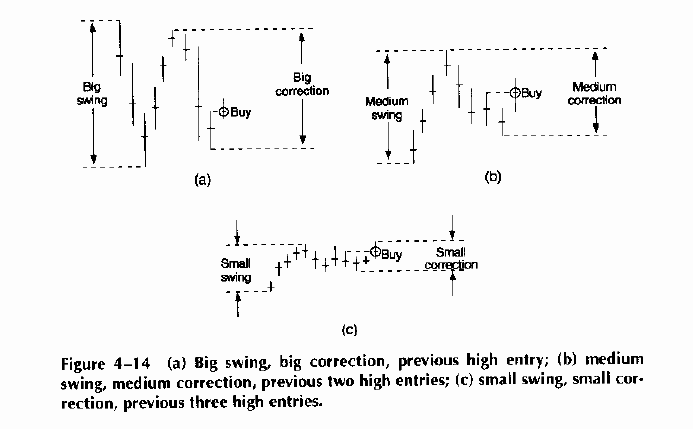 Big
swing
Buy
Big
correction
(a)
Medium
swing
Buy
Medium
correction
(b)
Small
swing
Buy
Small
correction
(c)
Figure 4–14 (a) Big swing, big correction, previous high entry; (b) medium
swing, medium correction, previous two high entries; (c) small swing, small cor-
rection, previous three high entries.